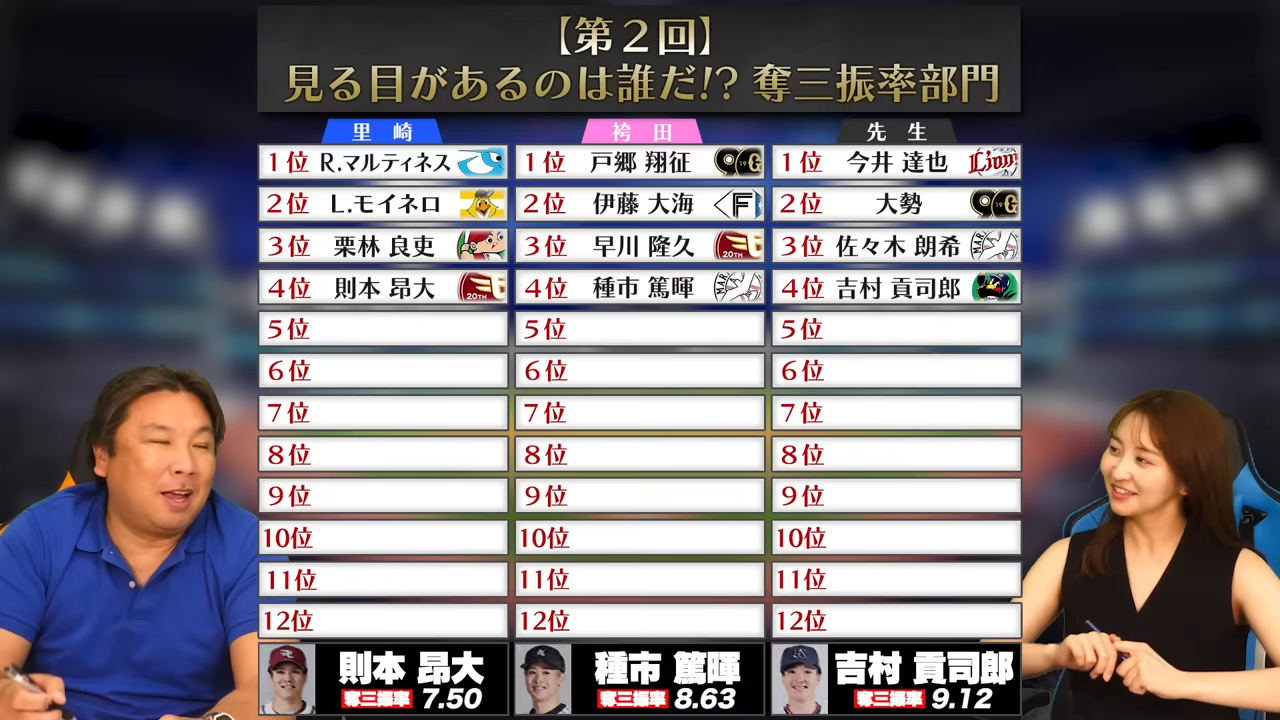 【第２回】
見る目があるのは誰だ!? 奪三振率部門
里 崎
袴 田
先 生
1位 R.マルティネス
1位 戸郷 翔征
1位 今井 達也
2位 L.モイネロ
2位 伊藤 大海
2位 大勢
3位 栗林 良吏
3位 早川 隆久
3位 佐々木 朗希
4位 則本 昂大
4位 種市 篤暉
4位 吉村 貢司郎
5位
5位
5位
6位
6位
6位
7位
7位
7位
8位
8位
8位
9位
9位
9位
10位
10位
10位
11位
11位
11位
12位
12位
12位
則本 昂大
奪三振率 7.50
種市 篤暉
奪三振率 8.63
吉村 貢司郎
奪三振率 9.12